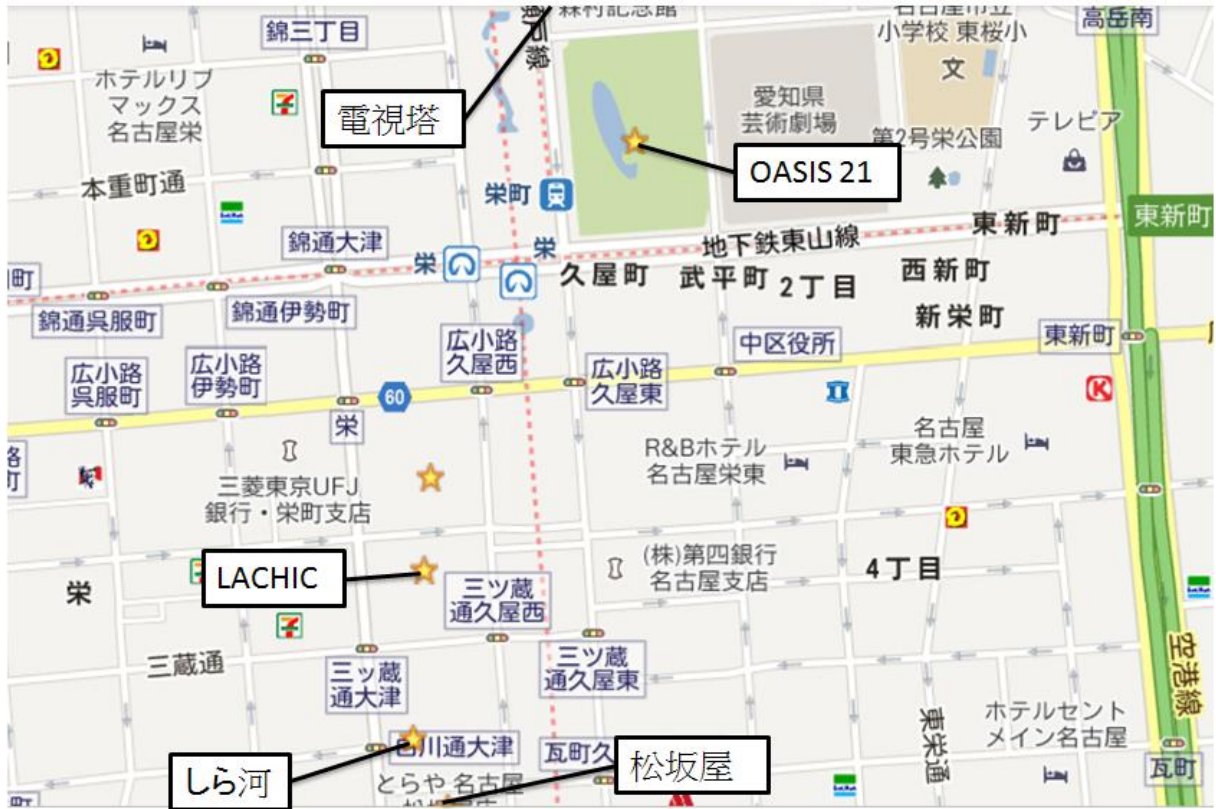 森村記念館
瀬戸線
小学校 東桜小
文
高岳南
錦三丁目
ホテルリブ
マックス
名古屋栄
電視塔
愛知県
芸術劇場
第2号栄公園
テレピア
OASIS 21
本重町通
栄町
錦通大津
栄
栄
地下鉄東山線
東新町
東新町
久屋町
武平町
2丁目
西新町
新栄町
町
錦通呉服町
錦通伊勢町
広小路
久屋西
中区役所
東新町
広小路
呉服町
広小路
伊勢町
60
広小路
久屋東
栄
K
R&Bホテル
名古屋栄東
名古屋
東急ホテル
三菱東京UFJ
銀行・栄町支店
LACHIC
(株)第四銀行
名古屋支店
4丁目
栄
三ツ蔵
通久屋西
三蔵通
三ッ蔵
通大津
三ツ蔵
通久屋東
空港線
東栄通
ホテルセント
メイン名古屋
白川通大津
瓦町久
しら河
とらや 名古屋
松坂屋
瓦町